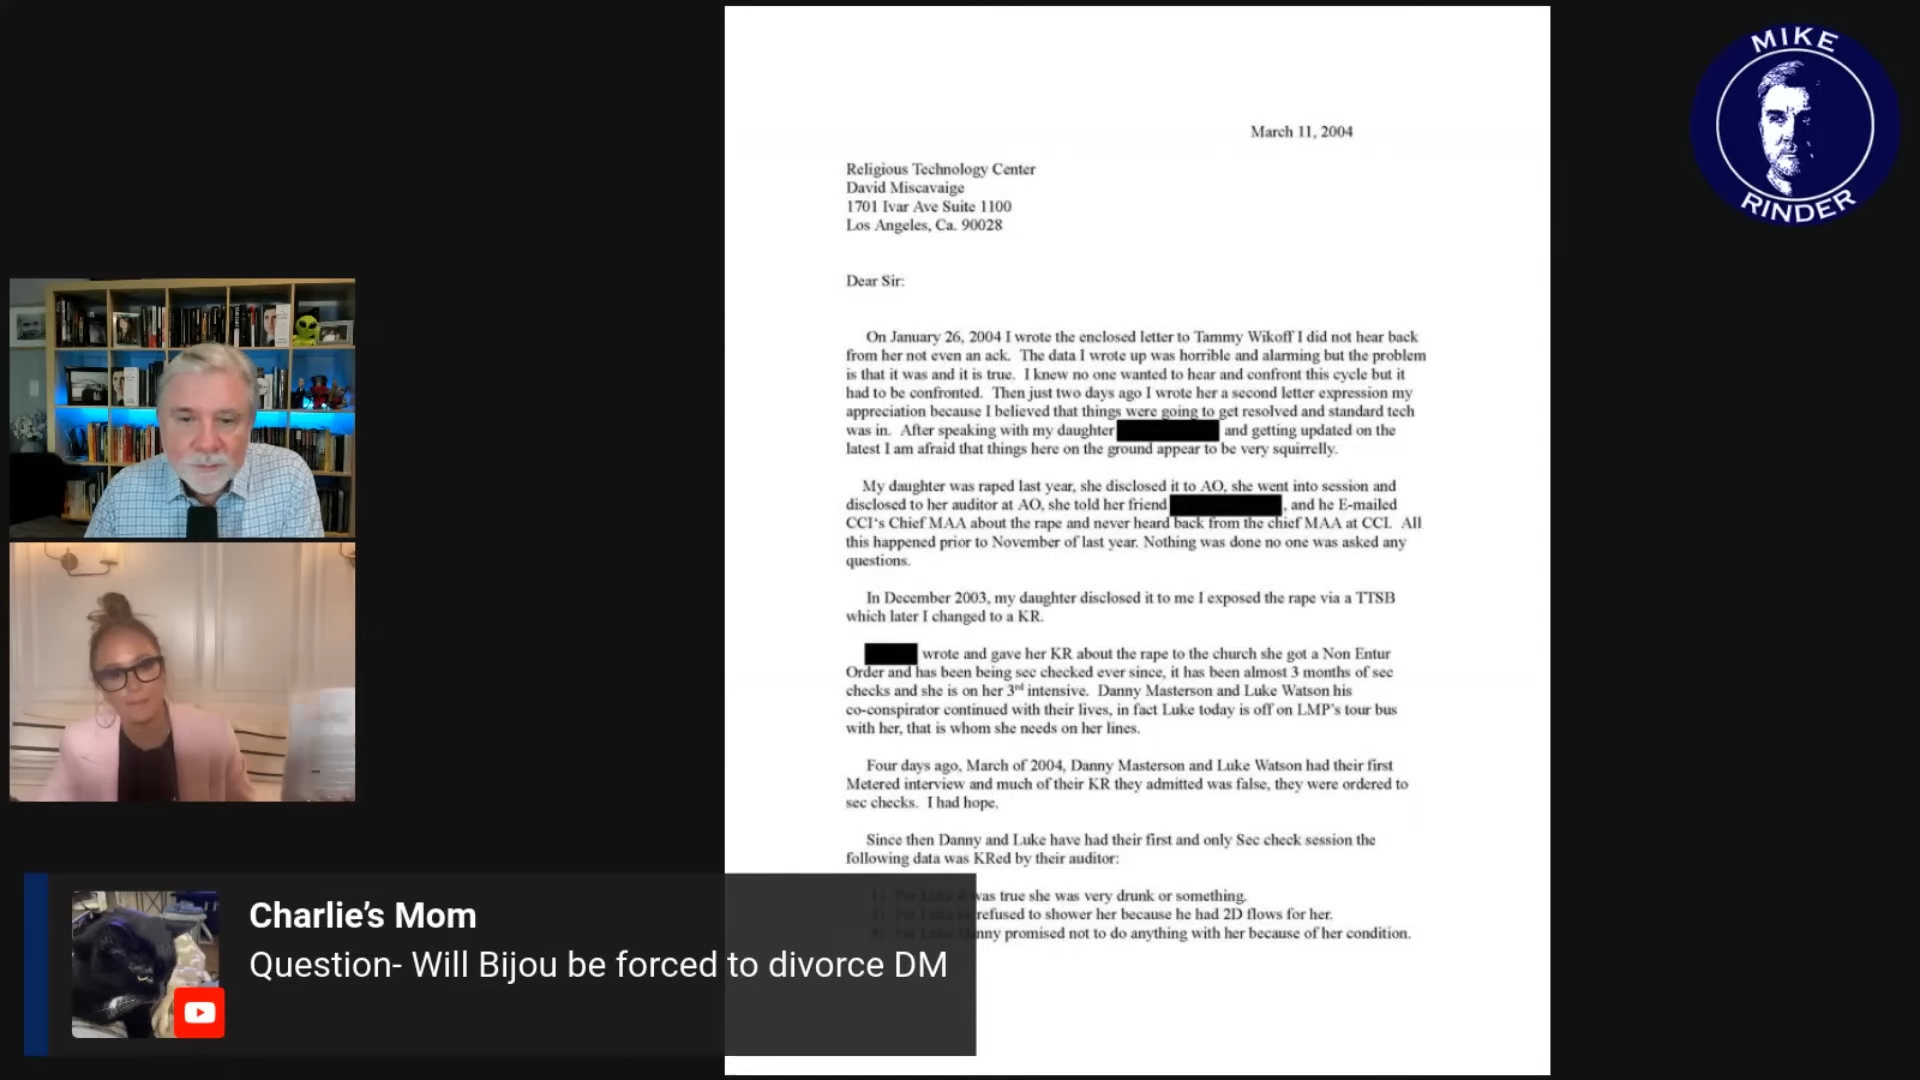 MIKE
RINDER
March 11, 2004
Religious Technology Center
David Miscavaige
1701 Ivar Ave Suite 1100
Los Angeles, Ca. 90028
Dear Sir:
On January 26, 2004 I wrote the enclosed letter to Tammy Wikoff I did not hear back
from her not even an ack. The data I wrote up was horrible and alarming but the problem
is that it was and it is true. I knew no one wanted to hear and confront this cycle but it
had to be confronted. Then just two days ago I wrote her a second letter expression my
appreciation because I believed that things were going to get resolved and standard tech
was in. After speaking with my daughter and getting updated on the
latest I am afraid that things here on the ground appear to be very squirrelly.
My daughter was raped last year, she disclosed it to AO, she went into session and
disclosed to her auditor at AO, she told her friend , and he E-mailed
CCI's Chief MAA about the rape and never heard back from the chief MAA at CCI. All
this happened prior to November of last year. Nothing was done no one was asked any
questions.
In December 2003, my daughter disclosed it to me I exposed the rape via a TTSB
which later I changed to a KR.
wrote and gave her KR about the rape to the church she got a Non Entur
Order and has been being sec checked ever since, it has been almost 3 months of sec
checks and she is on her 3rd intensive. Danny Masterson and Luke Watson his
co-conspirator continued with their lives, in fact Luke today is off on LMP's tour bus
with her, that is whom she needs on her lines.
Four days ago, March of 2004, Danny Masterson and Luke Watson had their first
Metered interview and much of their KR they admitted was false, they were ordered to
sec checks. I had hope.
Since then Danny and Luke have had their first and only Sec check session the
following data was KRed by their auditor:
was true she was very drunk or something.
refused to shower her because he had 2D flows for her.
promised not to do anything with her because of her condition.
Charlie's Mom
Question- Will Bijou be forced to divorce DM